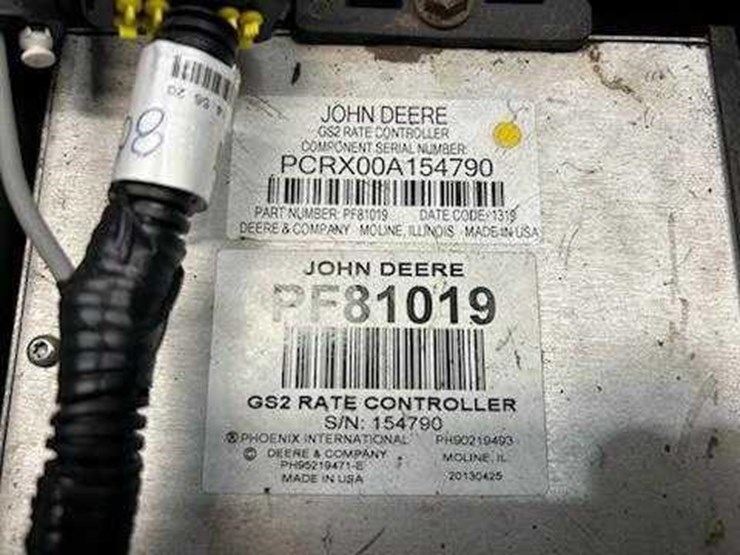 JOHN DEERE
GS2 RATE CONTROLLER
COMPONENT SERIAL NUMBER:
PCRX00A154790
PART NUMBER: PF81019 DATE CODE: 1319
DEERE & COMPANY MOLINE, ILLINOIS MADE IN USA
JOHN DEERE
PF81019
GS2 RATE CONTROLLER
S/N: 154790
PHOENIX INTERNATIONAL PH90219493
© DEERE & COMPANY MOLINE, IL
PH95219471-E
MADE IN USA 20130425